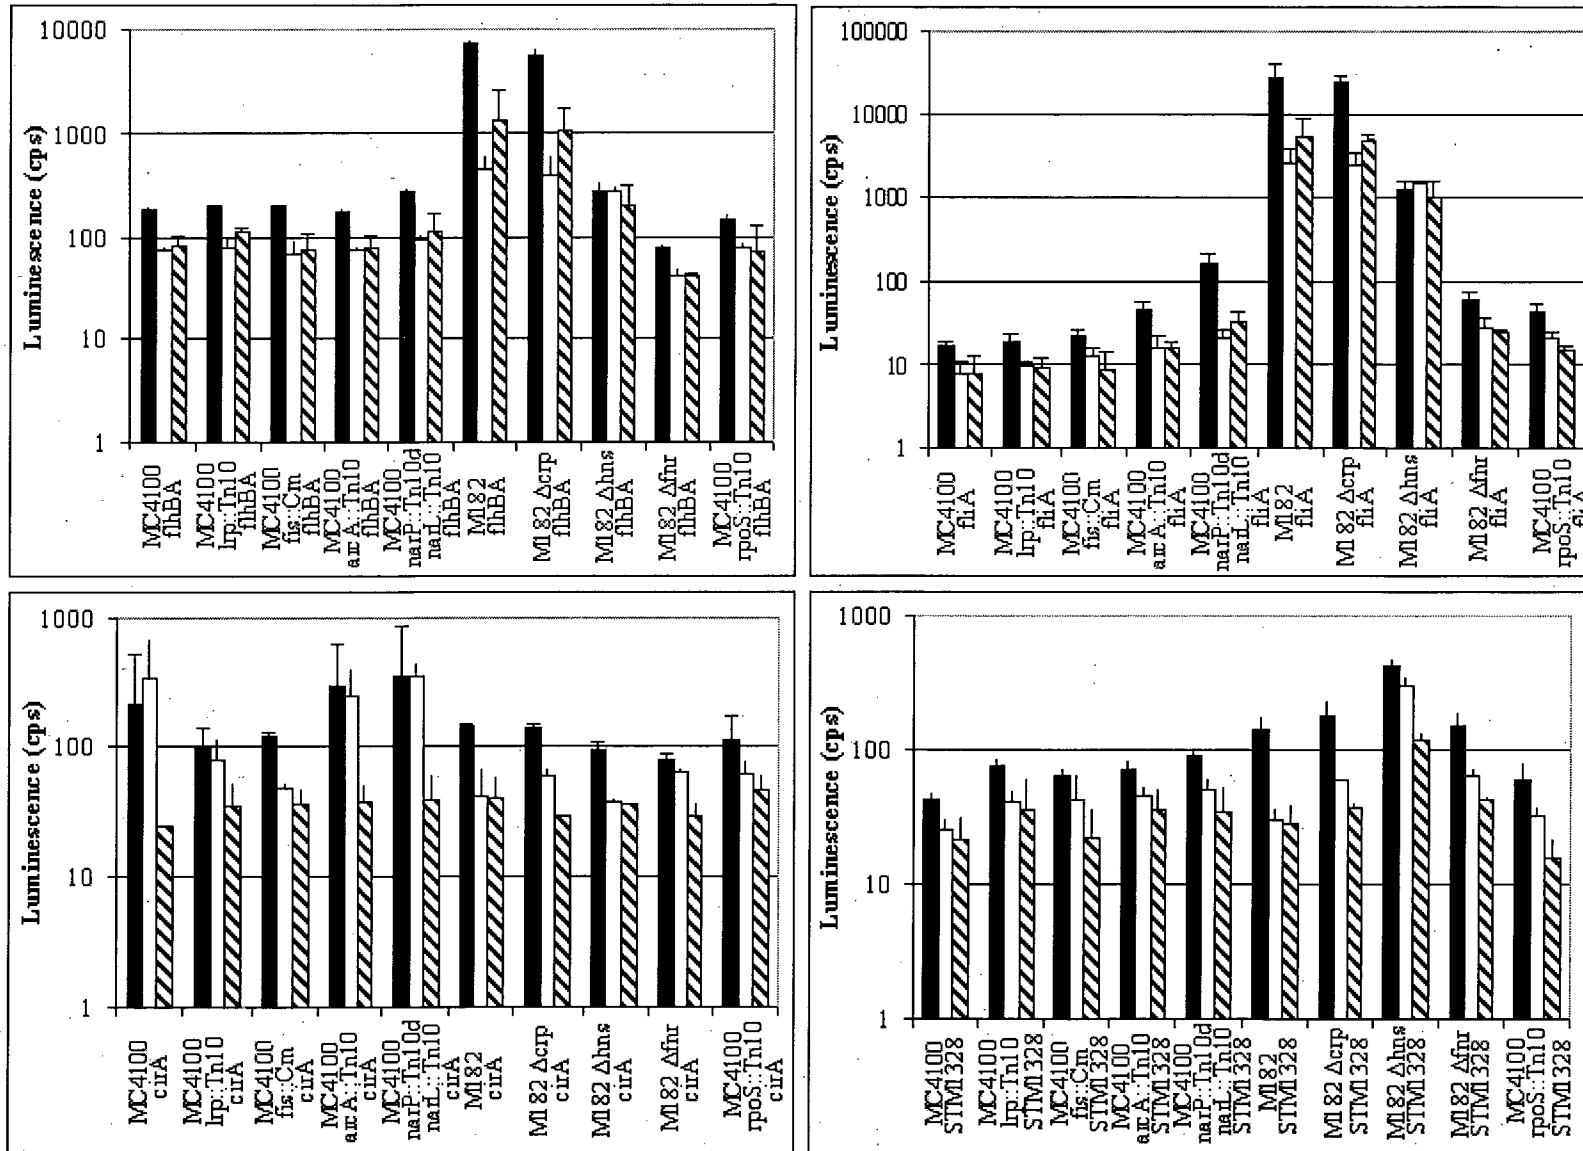 10000
1000
100
10
1
Luminescence (cps)
MC4100
flhBA
MC4100
lrp::Tn10
flhBA
MC4100
fis::Cm
flhBA
MC4100
arcA::Tn10
flhBA
MC4100
narP::Tn10d
narL::Tn10
flhBA
M182
flhBA
M182 Δcrp
flhBA
M182 Δhns
flhBA
M182 Δfnr
flhBA
MC4100
rpoS::Tn10
flhBA
100000
10000
1000
100
10
1
Luminescence (cps)
MC4100
fliA
MC4100
lrp::Tn10
fliA
MC4100
fis::Cm
fliA
MC4100
arcA::Tn10
fliA
MC4100
narP::Tn10d
narL::Tn10
fliA
M182
fliA
M182 Δcrp
fliA
M182 Δhns
fliA
M182 Δfnr
fliA
MC4100
rpoS::Tn10
fliA
1000
100
10
1
Luminescence (cps)
MC4100
cirA
MC4100
lrp::Tn10
cirA
MC4100
fis::Cm
cirA
MC4100
arcA::Tn10
cirA
MC4100
narP::Tn10d
narL::Tn10
cirA
M182
cirA
M182 Δcrp
cirA
M182 Δhns
cirA
M182 Δfnr
cirA
MC4100
rpoS::Tn10
cirA
1000
100
10
1
Luminescence (cps)
MC4100
STM1328
MC4100
lrp::Tn10
STM1328
MC4100
fis::Cm
STM1328
MC4100
arcA::Tn10
STM1328
MC4100
narP::Tn10d
narL::Tn10
STM1328
M182
STM1328
M182 Δcrp
STM1328
M182 Δhns
STM1328
M182 Δfnr
STM1328
MC4100
rpoS::Tn10
STM1328